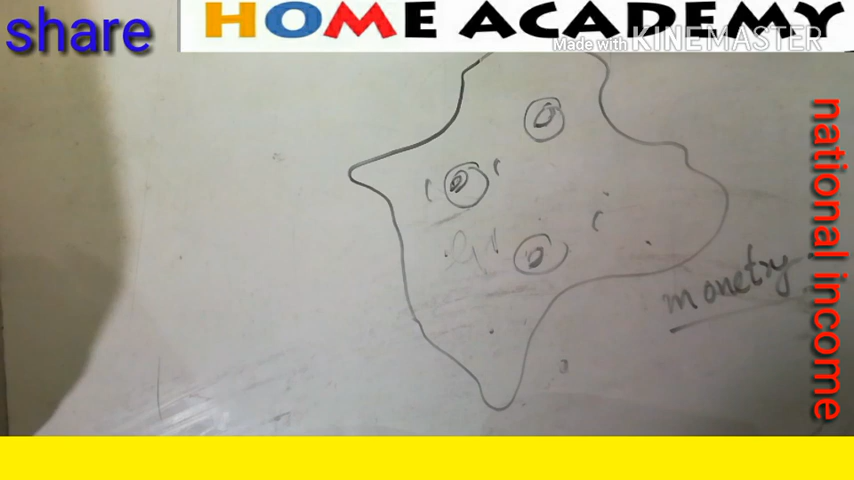 share
HOME ACADEMY
Made with KINEMASTER
national income
monetry